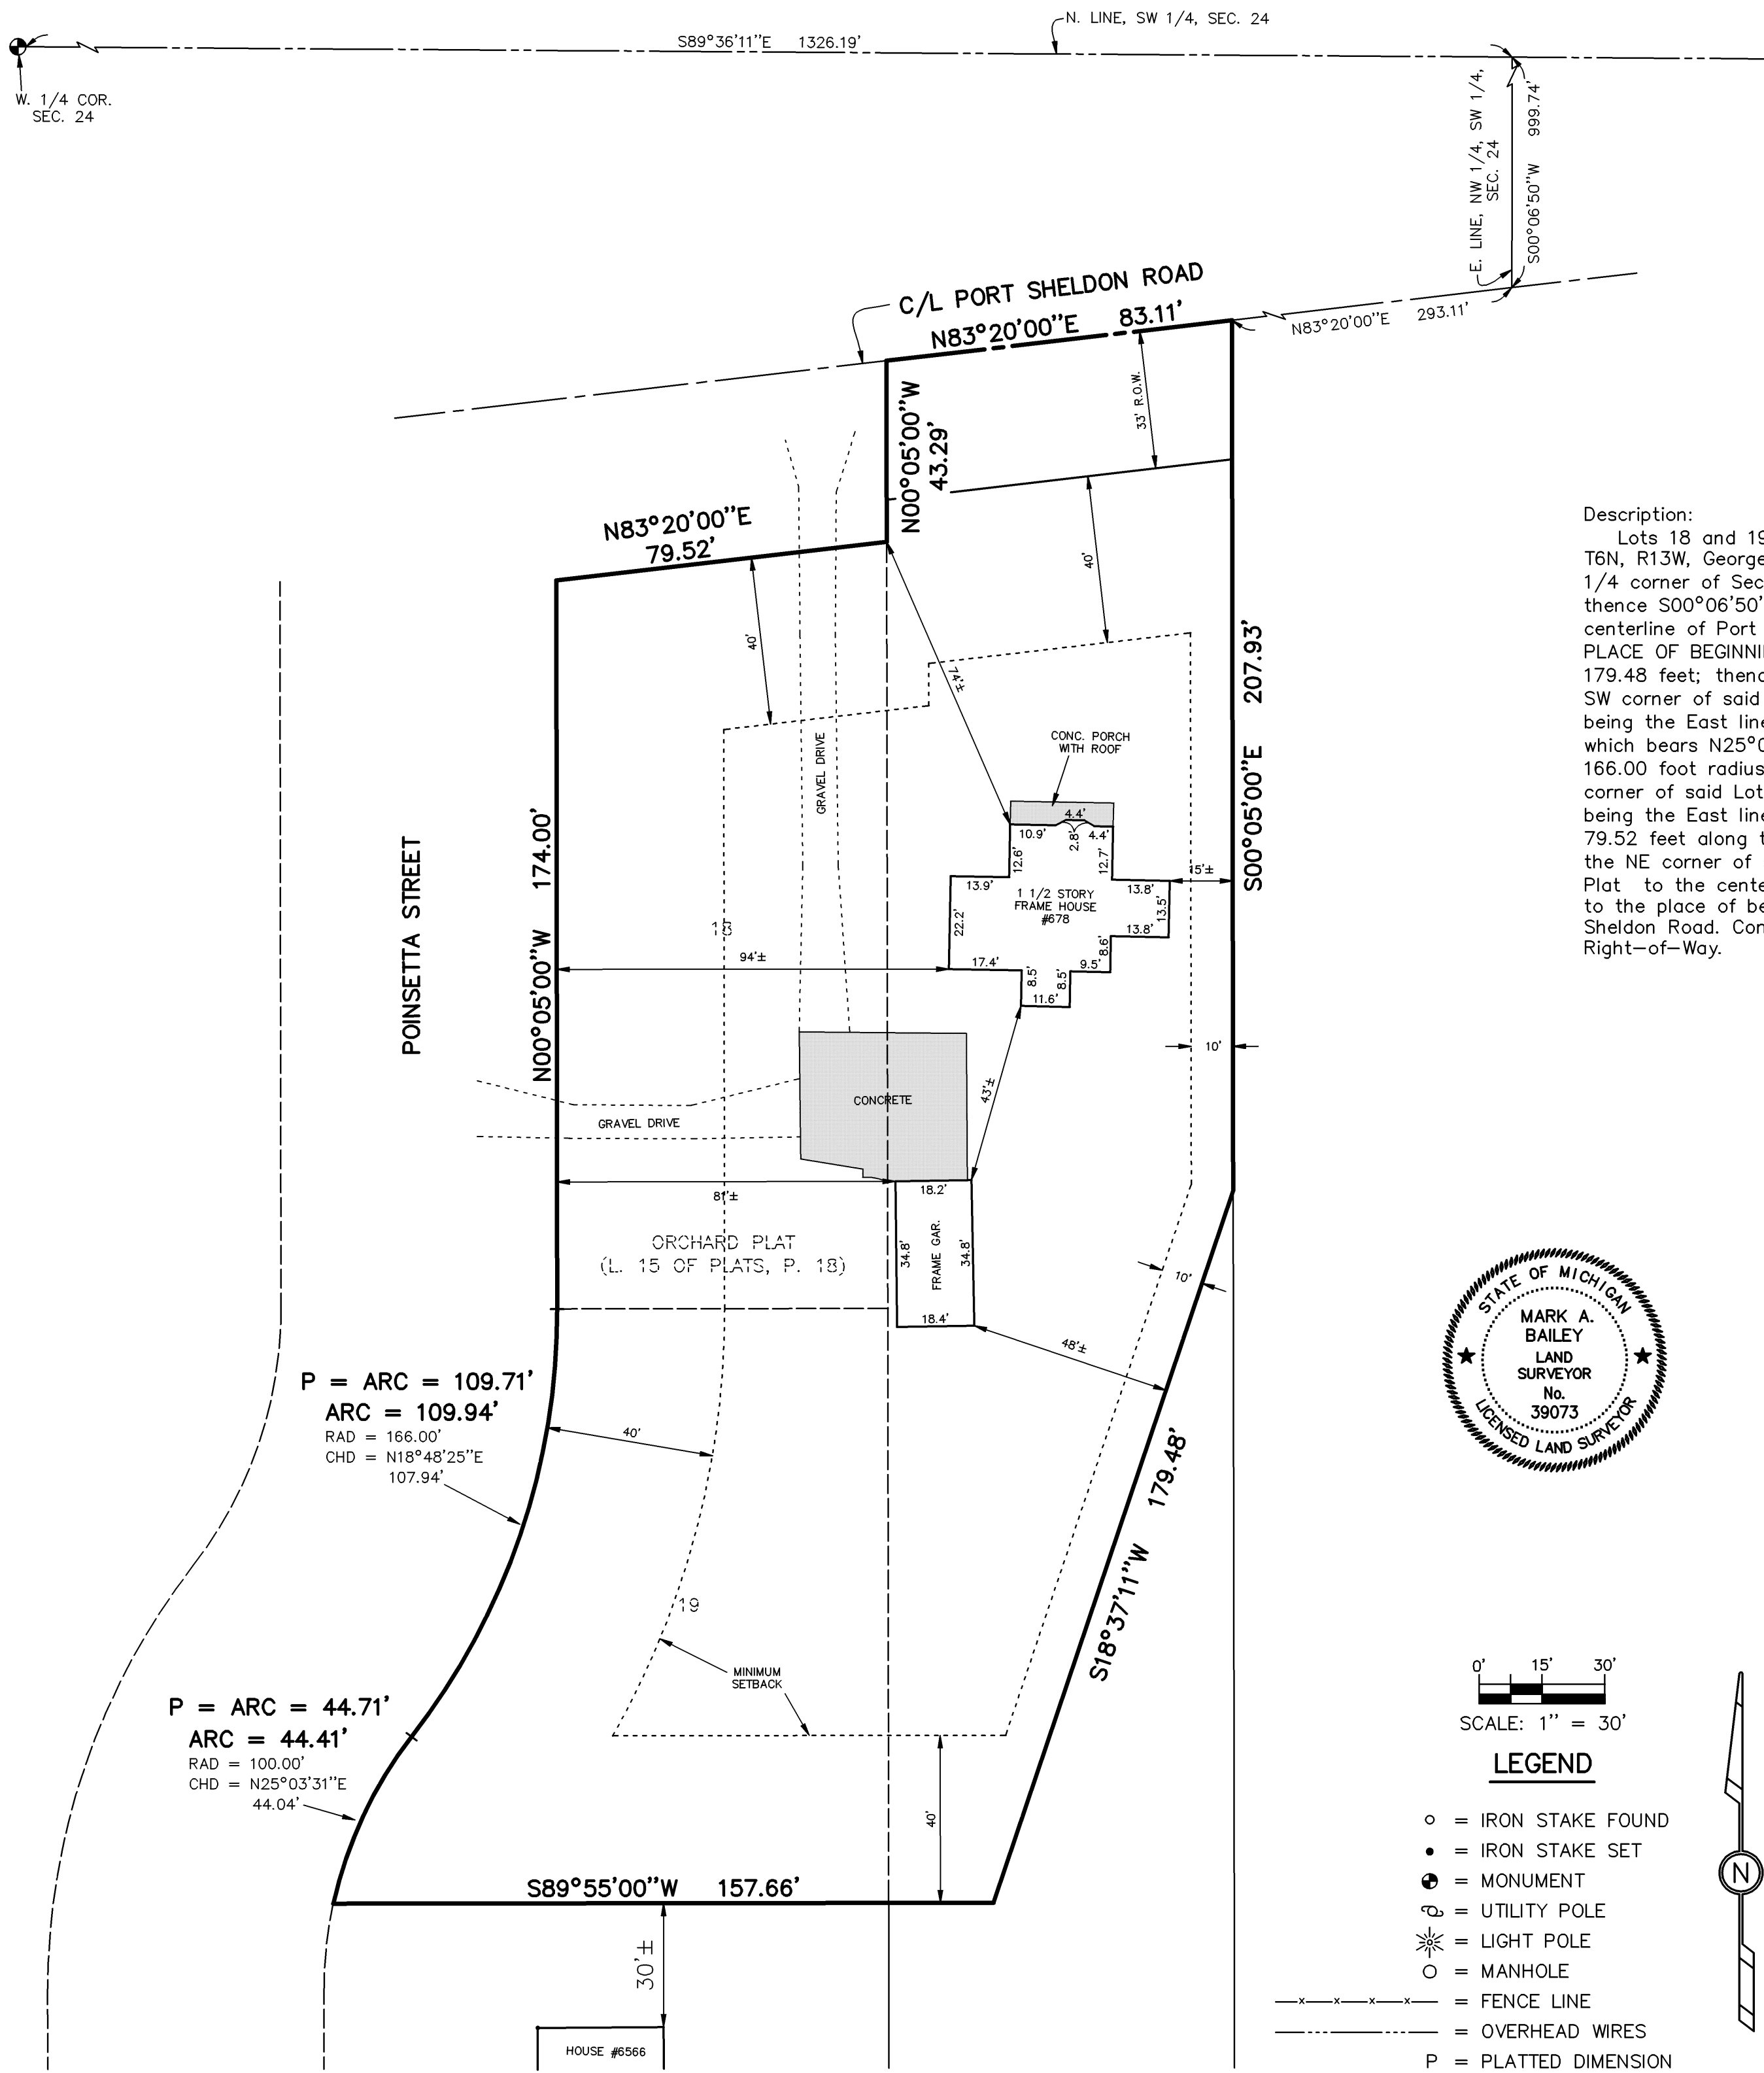 N. LINE, SW 1/4, SEC. 24
S89°36'11"E 1326.19'
W. 1/4 COR.
SEC. 24
E. LINE, NW 1/4, SW 1/4,
SEC. 24
S00°06'50"W 999.74'
C/L PORT SHELDON ROAD
N83°20'00"E 83.11'
N83°20'00"E 293.11'
33' R.O.W.
N00°05'00"W
43.29'
N83°20'00"E
79.52'
40'
40'
74'±
S00°05'00"E 207.93'
Description:
Lots 18 and 19
T6N, R13W, George
1/4 corner of Sec
thence S00°06'50'
centerline of Port
PLACE OF BEGINNI
179.48 feet; thenc
SW corner of said
being the East line
which bears N25°0
166.00 foot radius
corner of said Lot
being the East line
79.52 feet along t
the NE corner of
Plat to the cente
to the place of be
Sheldon Road. Con
Right-of-Way.
GRAVEL DRIVE
CONC. PORCH
WITH ROOF
4.4'
10.9'
2.8'
4.4'
12.6'
12.7'
13.9'
13.8'
15'±
1 1/2 STORY
FRAME HOUSE
#678
22.2'
13.5'
13.8'
17.4'
8.6'
9.5'
8.5'
8.5'
11.6'
POINSETTA STREET
N00°05'00"W 174.00'
18
94'±
10'
43'±
CONCRETE
GRAVEL DRIVE
81'±
18.2'
34.8'
FRAME GAR.
34.8'
18.4'
ORCHARD PLAT
(L. 15 OF PLATS, P. 18)
10'
48'±
STATE OF MICHIGAN
MARK A.
BAILEY
LAND
SURVEYOR
No.
39073
LICENSED LAND SURVEYOR
P = ARC = 109.71'
ARC = 109.94'
RAD = 166.00'
CHD = N18°48'25"E
107.94'
40'
S18°37'11"W 179.48'
19
MINIMUM
SETBACK
P = ARC = 44.71'
ARC = 44.41'
RAD = 100.00'
CHD = N25°03'31"E
44.04'
40'
S89°55'00"W 157.66'
30'±
HOUSE #6566
0' 15' 30'
SCALE: 1" = 30'
LEGEND
= IRON STAKE FOUND
= IRON STAKE SET
= MONUMENT
= UTILITY POLE
= LIGHT POLE
= MANHOLE
x x x x = FENCE LINE
= OVERHEAD WIRES
P = PLATTED DIMENSION
N